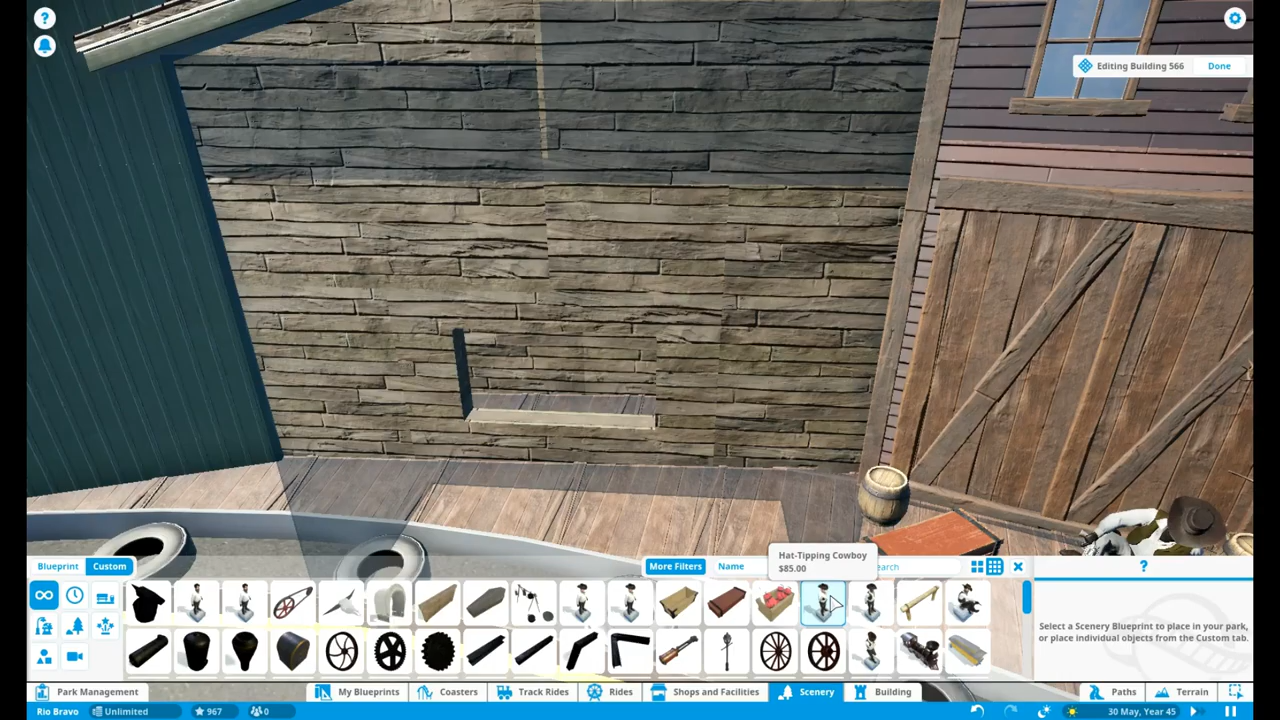 ?
Editing Building 566
Done
Hat-Tipping Cowboy
$85.00
Blueprint
Custom
More Filters
Name
earch
?
Select a Scenery Blueprint to place in your park,
or place individual objects from the Custom tab.
Park Management
My Blueprints
Coasters
Track Rides
Rides
Shops and Facilities
Scenery
Building
Paths
Terrain
Rio Bravo
Unlimited
967
0
30 May, Year 45